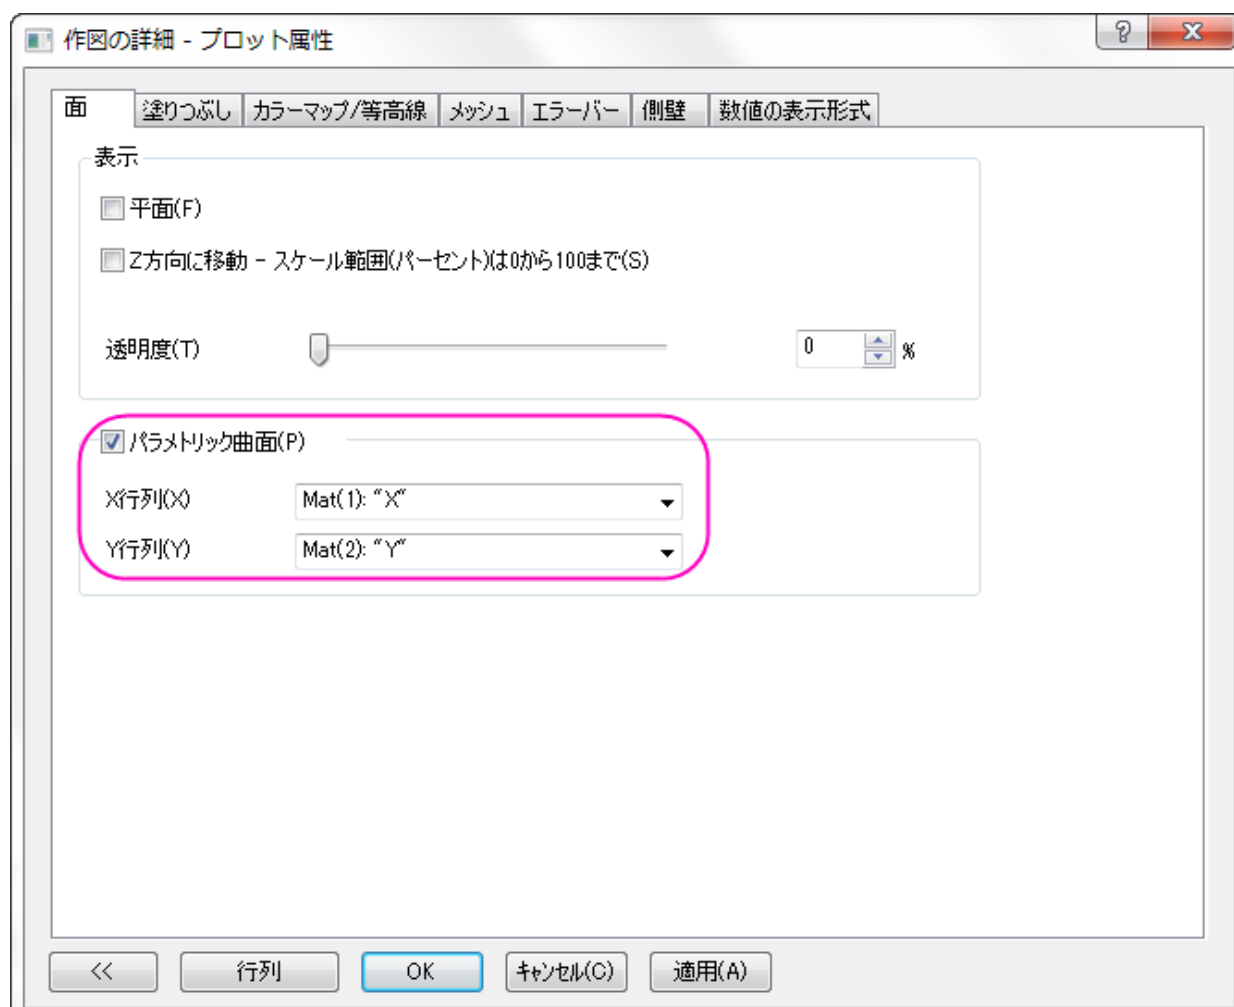 作図の詳細 - プロット属性
面 塗りつぶし カラーマップ/等高線 メッシュ エラーバー 側壁 数値の表示形式
表示
平面(F)
Z方向に移動 - スケール範囲(パーセント)は0から100まで(S)
透明度(T) 0 %
パラメトリック曲面(P)
X行列(X) Mat(1): "X"
Y行列(Y) Mat(2): "Y"
<< 行列 OK キャンセル(C) 適用(A)